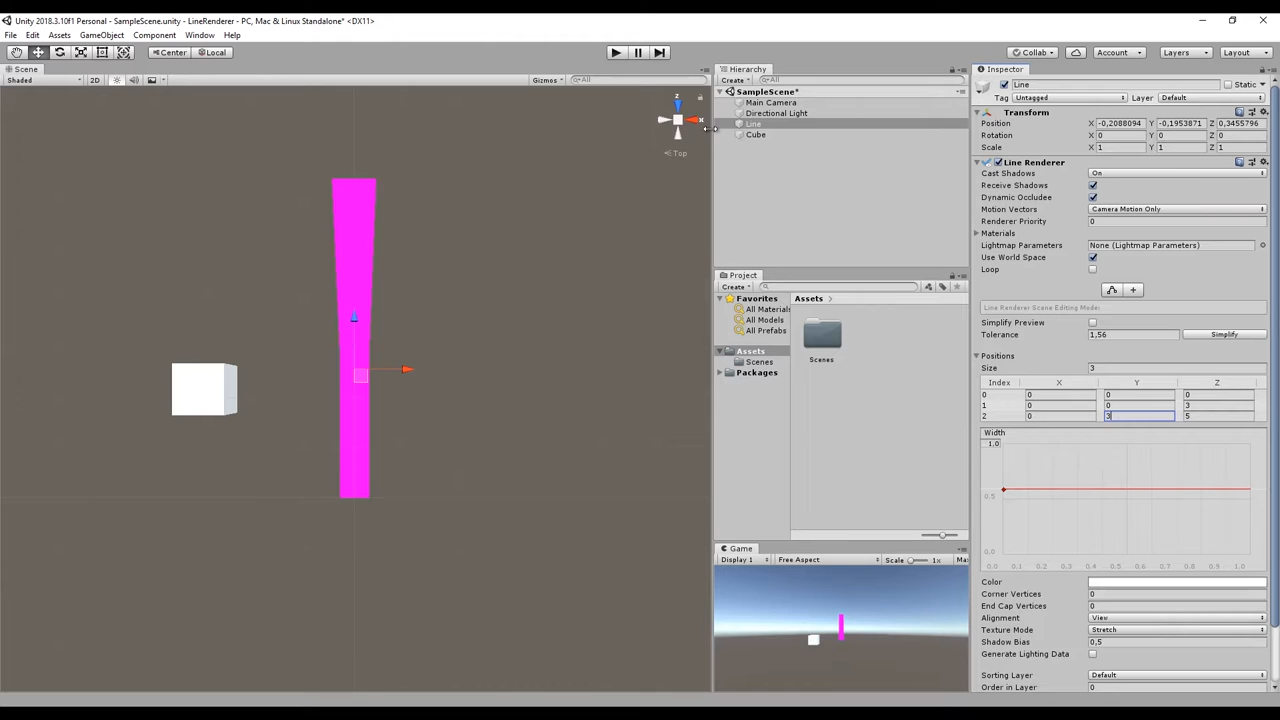 Unity 2018.3.10f1 Personal - SampleScene.unity - LineRenderer - PC, Mac & Linux Standalone* <DX11>
File Edit Assets GameObject Component Window Help
Center Local Collab Account Layers Layout
Scene
Shaded 2D Gizmos All
z
x
Top
Hierarchy
Create All
SampleScene*
Main Camera
Directional Light
Line
Cube
Project
Create
Favorites
All Materials
All Models
All Prefabs
Assets
Scenes
Packages
Assets
Scenes
Game
Display 1 Free Aspect Scale 1x Ma
Inspector
Line Static
Tag Untagged Layer Default
Transform
Position X -0,2088094 Y -0,1953871 Z 0,3455796
Rotation X 0 Y 0 Z 0
Scale X 1 Y 1 Z 1
Line Renderer
Cast Shadows On
Receive Shadows
Dynamic Occludee
Motion Vectors Camera Motion Only
Renderer Priority 0
Materials
Lightmap Parameters None (Lightmap Parameters)
Use World Space
Loop
Line Renderer Scene Editing Mode:
Simplify Preview
Tolerance 1,56 Simplify
Positions
Size 3
Index X Y Z
0 0 0 0
1 0 0 3
2 0 3 5
Width
1.0
0.5
0.0
0.0 0.1 0.2 0.3 0.4 0.5 0.6 0.7 0.8 0.9 1.0
Color
Corner Vertices 0
End Cap Vertices 0
Alignment View
Texture Mode Stretch
Shadow Bias 0,5
Generate Lighting Data
Sorting Layer Default
Order in Layer 0